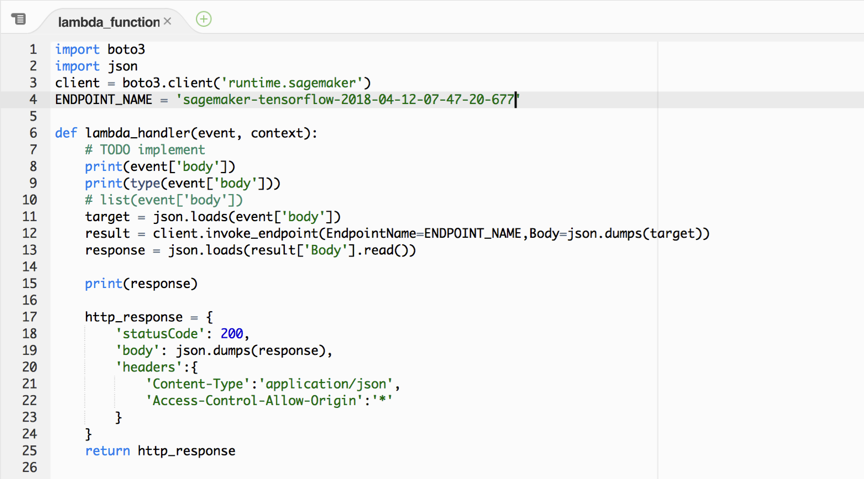 lambda_function
1 import boto3
2 import json
3 client = boto3.client('runtime.sagemaker')
4 ENDPOINT_NAME = 'sagemaker-tensorflow-2018-04-12-07-47-20-677'
5
6 def lambda_handler(event, context):
7     # TODO implement
8     print(event['body'])
9     print(type(event['body']))
10     # list(event['body'])
11     target = json.loads(event['body'])
12     result = client.invoke_endpoint(EndpointName=ENDPOINT_NAME,Body=json.dumps(target))
13     response = json.loads(result['Body'].read())
14
15     print(response)
16
17     http_response = {
18         'statusCode': 200,
19         'body': json.dumps(response),
20         'headers':{
21             'Content-Type':'application/json',
22             'Access-Control-Allow-Origin':'*'
23         }
24     }
25     return http_response
26